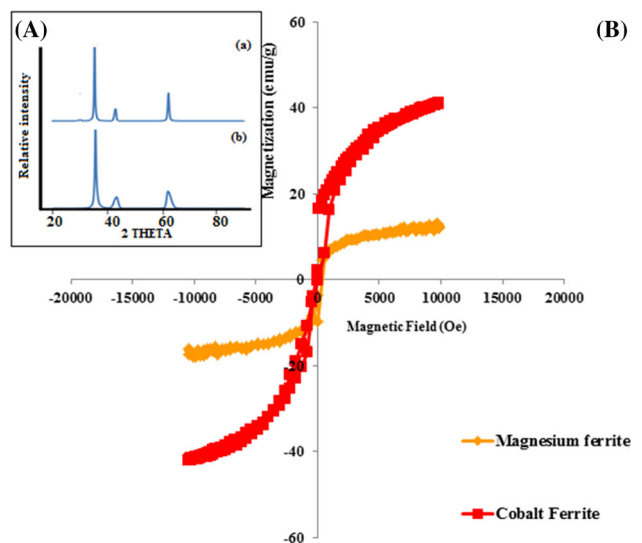 (A)
(B)
(a)
(b)
Relative intensity
20
40
60
80
2 THETA
Magnetization (emu/g)
60
40
20
0
-20
-40
-60
-20000
-15000
-10000
-5000
0
5000
10000
15000
20000
Magnetic Field (Oe)
Magnesium ferrite
Cobalt Ferrite